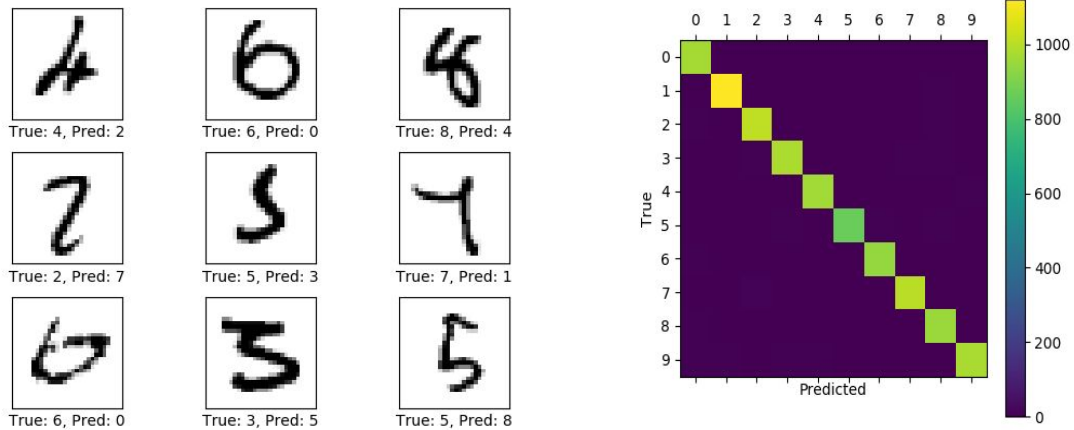 True: 4, Pred: 2
True: 6, Pred: 0
True: 8, Pred: 4
True: 2, Pred: 7
True: 5, Pred: 3
True: 7, Pred: 1
True: 6, Pred: 0
True: 3, Pred: 5
True: 5, Pred: 8
0 1 2 3 4 5 6 7 8 9
0
1
2
3
4
5
6
7
8
9
True
Predicted
1000
800
600
400
200
0